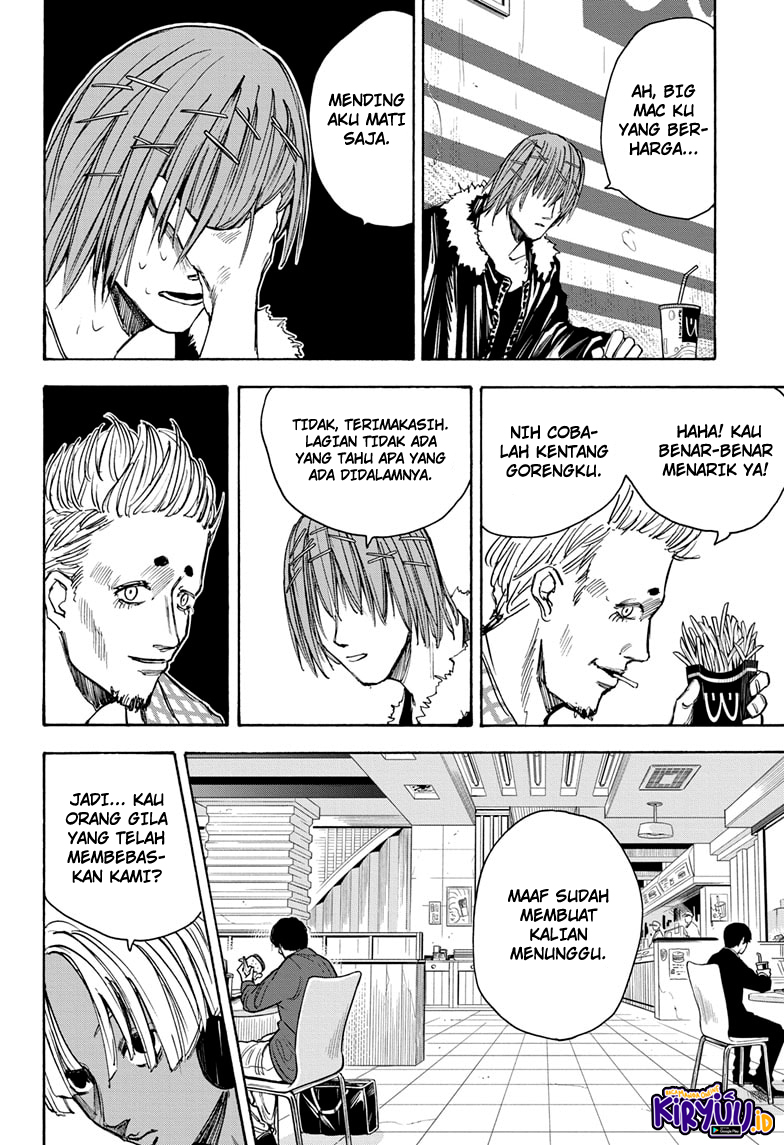 AH, BIG
MAC KU
YANG BER-
HARGA...
MENDING
AKU MATI
SAJA.
HAHA! KAU
BENAR-BENAR
MENARIK YA!
NIH COBA-
LAH KENTANG
GORENGKU.
TIDAK, TERIMAKASIH.
LAGIAN TIDAK ADA
YANG TAHU APA YANG
ADA DIDALAMNYA.
MAAF SUDAH
MEMBUAT
KALIAN
MENUNGGU.
JADI... KAU
ORANG GILA
YANG TELAH
MEMBEBAS-
KAN KAMI?
KIRYUU.ID